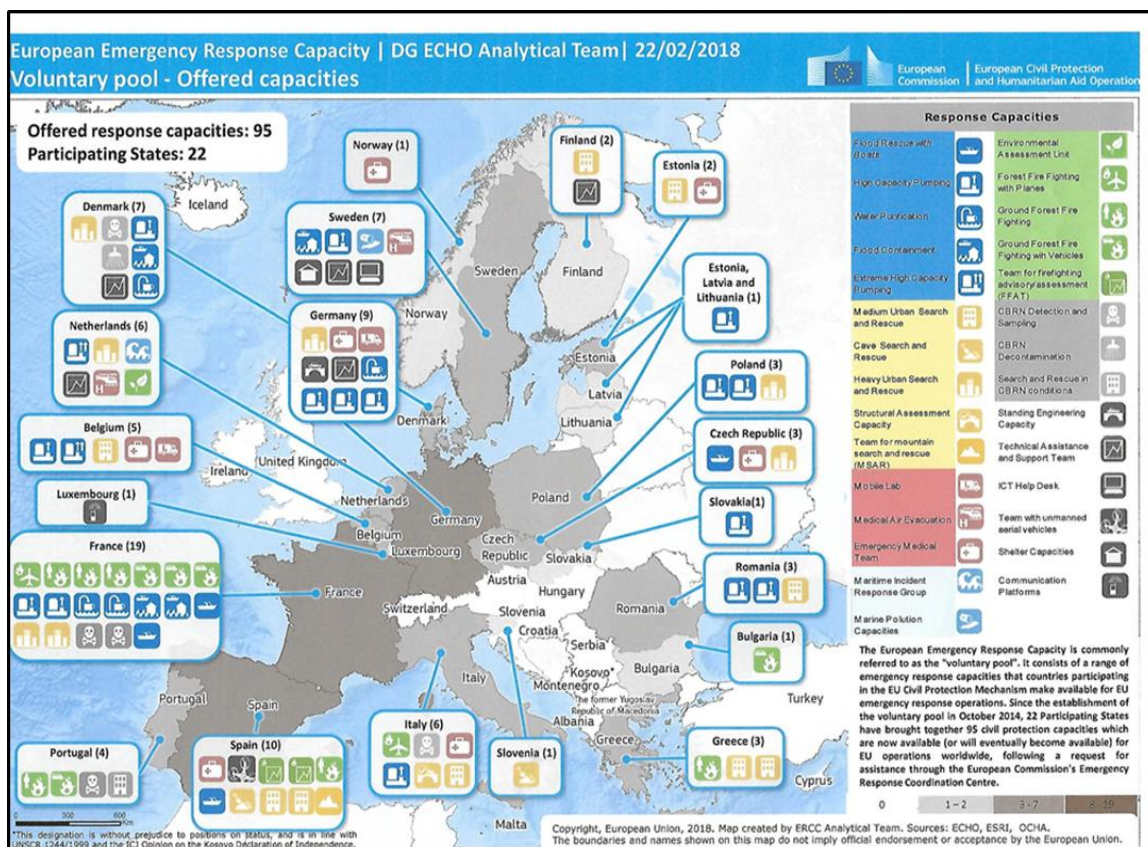 European Emergency Response Capacity | DG ECHO Analytical Team| 22/02/2018
Voluntary pool - Offered capacities
European
Commission
European Civil Protection
and Humanitarian Aid Operation
Offered response capacities: 95
Participating States: 22
Iceland
Norway (1)
Finland (2)
Estonia (2)
Denmark (7)
Sweden (7)
Estonia,
Latvia and
Lithuania (1)
Netherlands (6)
Germany (9)
Poland (3)
Belgium (5)
Czech Republic (3)
Luxembourg (1)
Slovakia(1)
France (19)
Romania (3)
Bulgaria (1)
Portugal (4)
Spain (10)
Italy (6)
Slovenia (1)
Greece (3)
Sweden
Finland
Norway
Estonia
Latvia
Lithuania
Denmark
Ireland
United Kingdom
Netherlands
Belgium
Luxembourg
Germany
Poland
Czech
Republic
Slovakia
France
Austria
Hungary
Switzerland
Slovenia
Croatia
Romania
Serbia
Kosovo*
Montenegro
Bulgaria
The former Yugoslav
Republic of Macedonia
Albania
Italy
Greece
Turkey
Cyprus
Malta
Portugal
Spain
Response Capacities
Flood Rescue with
Boats
High Capacity Pumping
Water Purification
Flood Containment
Extreme High Capacity
Pumping
Medium Urban Search
and Rescue
Cave Search and
Rescue
Heavy Urban Search
and Rescue
Structural Assessment
Capacity
Team for mountain
search and rescue
(MSAR)
Mobile Lab
H
Medical Air Evacuation
Emergency Medical
Team
Maritime Incident
Response Group
Marine Polution
Capacities
Environmental
Assessment Unit
Forest Fire Fighting
with Planes
Ground Forest Fire
Fighting
Ground Forest Fire
Fighting wih Vehicles
Team for firefighting
advisory/assessment
(FFAT)
CBRN Detection and
Sampling
CBRN
Decontamination
Search and Rescue in
CBRN conditions
Standing Engineering
Capacity
Technical Assistance
and Support Team
ICT Help Desk
Team with unmanned
aerial vehicles
Shelter Capacities
Communication
Platforms
The European Emergency Response Capacity is commonly
referred to as the "voluntary pool". It consists of a range of
emergency response capacities that countries participating
in the EU Civil Protection Mechanism make available for EU
emergency response operations. Since the establishment of
the voluntary pool in October 2014, 22 Participating States
have brought together 95 civil protection capacities which
are now available (or will eventually become available) for
EU operations worldwide, following a request for
assistance through the European Commission's Emergency
Response Coordination Centre.
0 1 - 2 3 - 7 8 - 19
0 300 600
Km
*This designation is without prejudice to positions on status, and is in line with
UNSCR 1244/1999 and the ICJ Opinion on the Kosovo Declaration of Independence.
Copyright, European Union, 2018. Map created by ERCC Analytical Team. Sources: ECHO, ESRI, OCHA.
The boundaries and names shown on this map do not imply official endorsement or acceptance by the European Union.